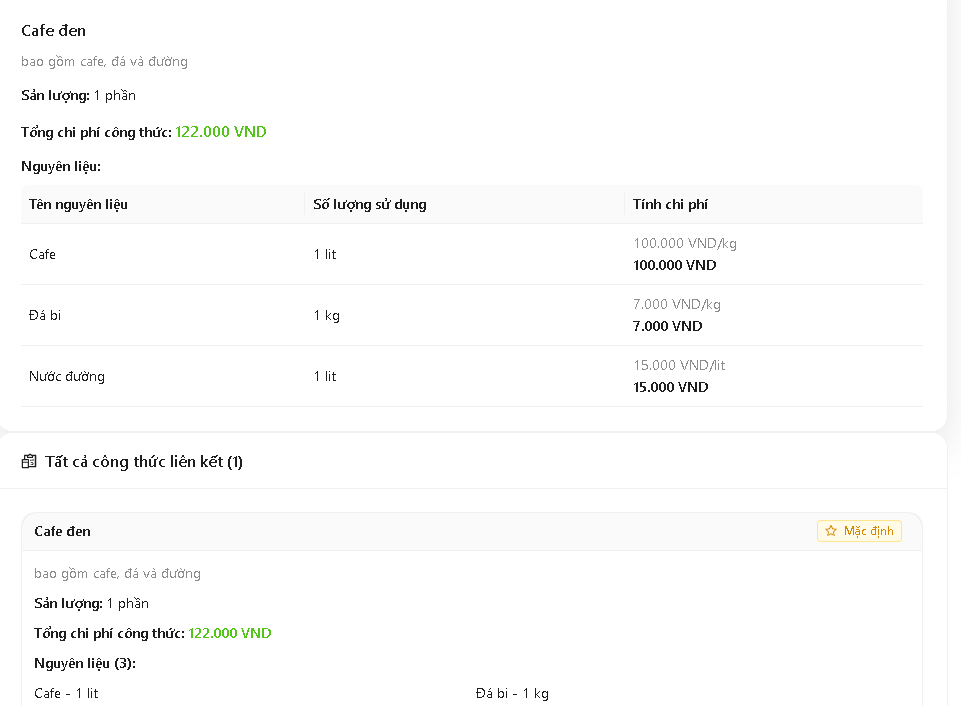 Cafe đen
bao gồm cafe, đá và đường
Sản lượng: 1 phần
Tổng chi phí công thức: 122.000 VND
Nguyên liệu:
Tên nguyên liệu Số lượng sử dụng Tính chi phí
Cafe 1 lit 100.000 VND/kg
100.000 VND
Đá bi 1 kg 7.000 VND/kg
7.000 VND
Nước đường 1 lit 15.000 VND/lit
15.000 VND
Tất cả công thức liên kết (1)
Cafe đen Mặc định
bao gồm cafe, đá và đường
Sản lượng: 1 phần
Tổng chi phí công thức: 122.000 VND
Nguyên liệu (3):
Cafe - 1 lit Đá bi - 1 kg